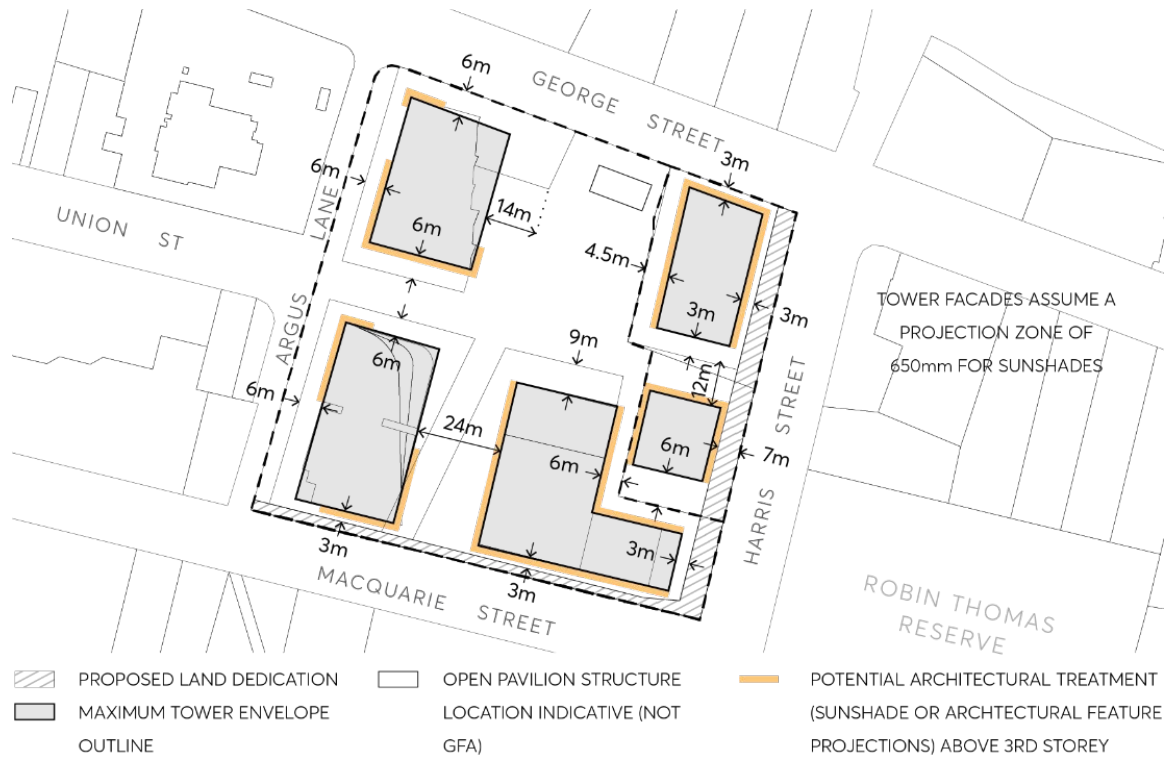 6m
GEORGE STREET
3m
6m
LANE
14m
6m
UNION ST
4.5m
3m
3m
TOWER FACADES ASSUME A
PROJECTION ZONE OF
650mm FOR SUNSHADES
ARGUS
6m
9m
12m
STREET
6m
24m
6m
6m
7m
HARRIS
3m
3m
3m
MACQUARIE STREET
ROBIN THOMAS
RESERVE
PROPOSED LAND DEDICATION
MAXIMUM TOWER ENVELOPE
OUTLINE
OPEN PAVILION STRUCTURE
LOCATION INDICATIVE (NOT
GFA)
POTENTIAL ARCHITECTURAL TREATMENT
(SUNSHADE OR ARCHTECTURAL FEATURE
PROJECTIONS) ABOVE 3RD STOREY